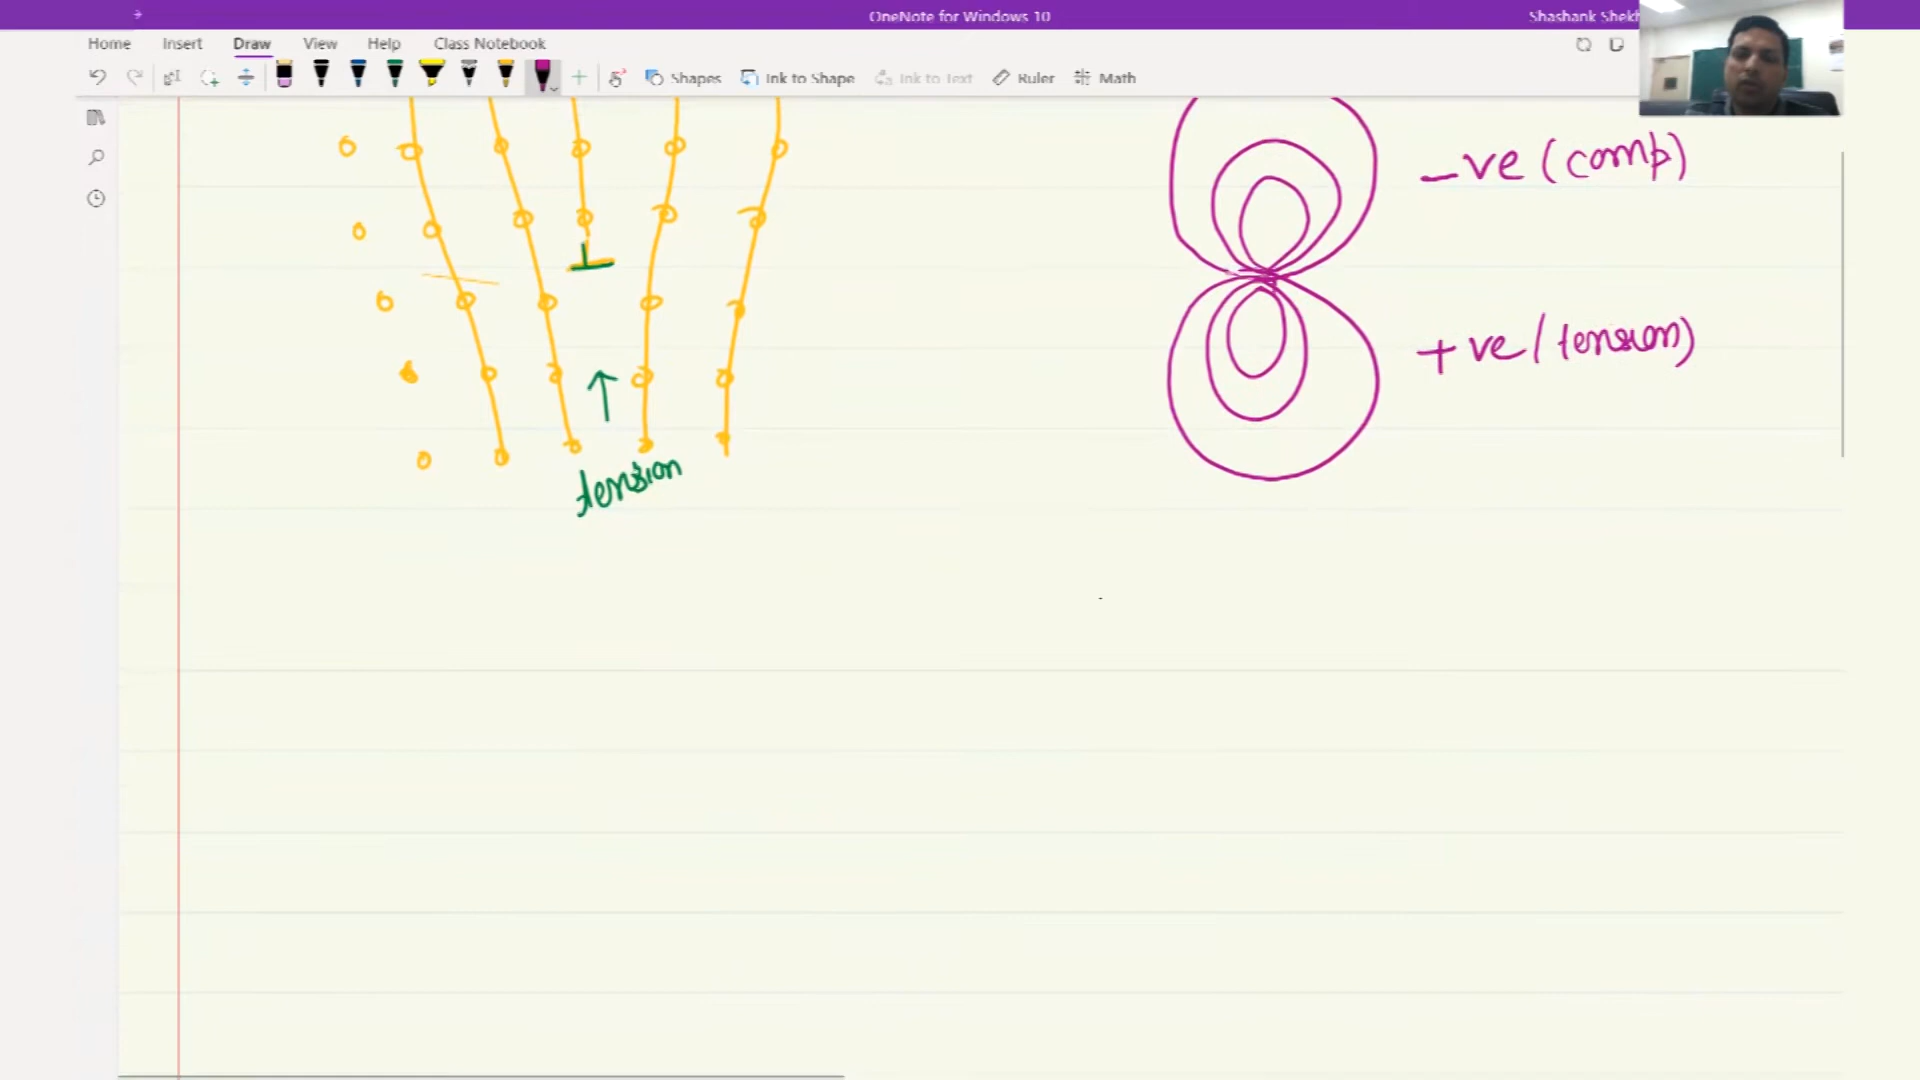 OneNote for Windows 10
Shashank Shekh
Home Insert Draw View Help Class Notebook
Shapes Ink to Shape Ink to Text Ruler Math
-ve (comp)
+ve (tension)
tension